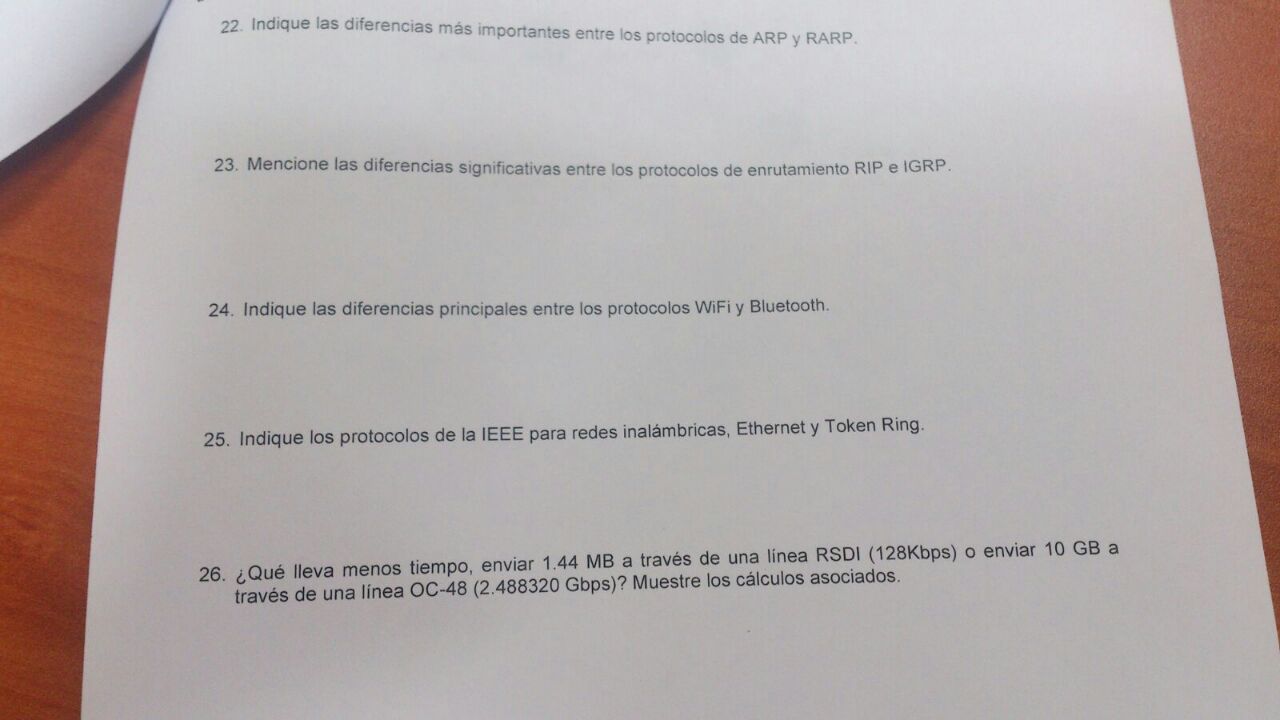 22. Indique las diferencias más importantes entre los protocolos de ARP y RARP.
23. Mencione las diferencias significativas entre los protocolos de enrutamiento RIP e IGRP.
24. Indique las diferencias principales entre los protocolos WiFi y Bluetooth.
25. Indique los protocolos de la IEEE para redes inalámbricas, Ethernet y Token Ring.
26. ¿Qué lleva menos tiempo, enviar 1.44 MB a través de una línea RSDI (128Kbps) o enviar 10 GB a
través de una línea OC-48 (2.488320 Gbps)? Muestre los cálculos asociados.